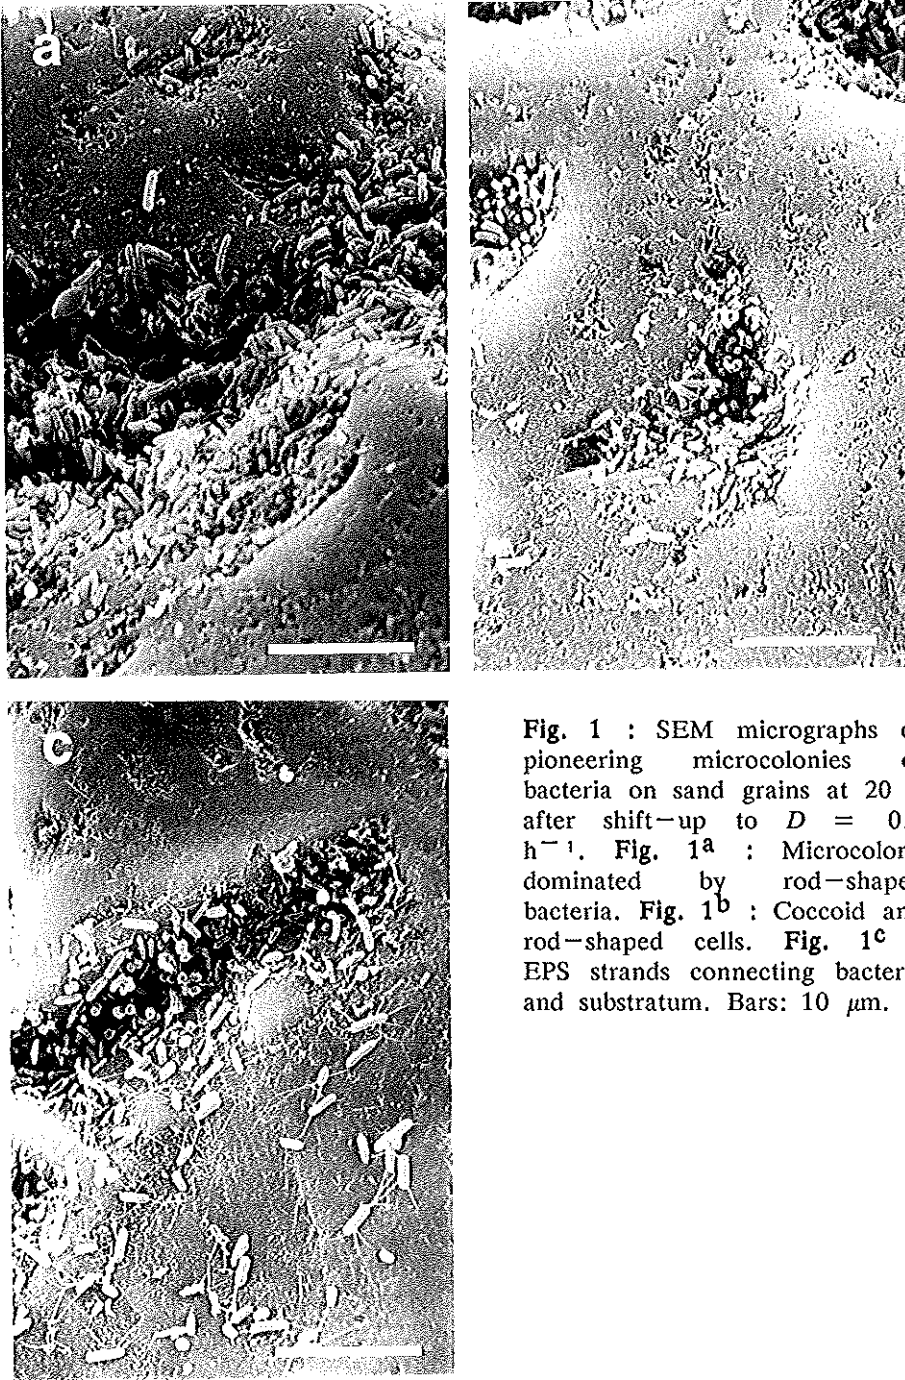 a
c
Fig. 1 : SEM micrographs
pioneering microcolonies
bacteria on sand grains at 20
after shift−up to D = 0.
h− 1. Fig. 1a : Microcolon
dominated by rod−shape
bacteria. Fig. 1b : Coccoid an
rod−shaped cells. Fig. 1c
EPS strands connecting bacter
and substratum. Bars: 10 μm.